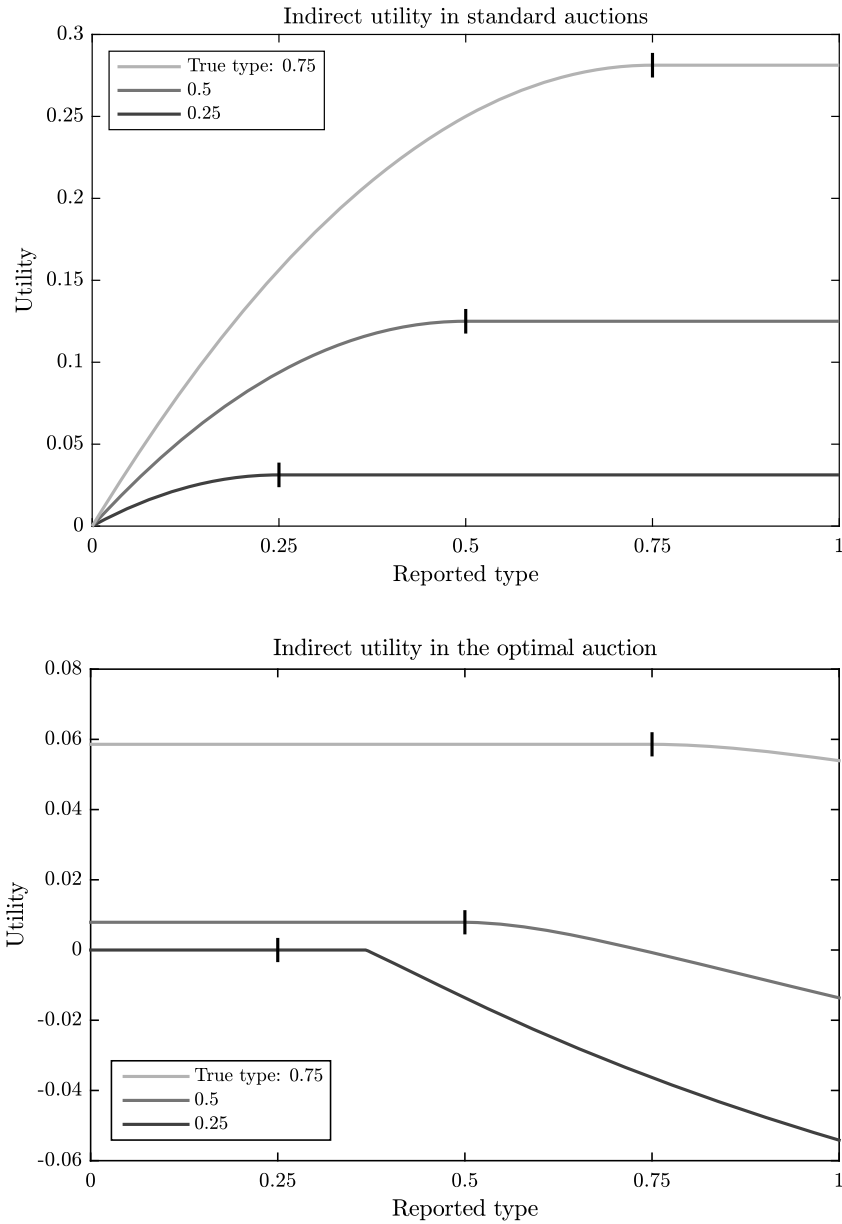 Indirect utility in standard auctions
0.3
0.25
0.2
0.15
0.1
0.05
0
Utility
True type: 0.75
0.5
0.25
0 0.25 0.5 0.75 1
Reported type
Indirect utility in the optimal auction
0.08
0.06
0.04
0.02
0
-0.02
-0.04
-0.06
Utility
True type: 0.75
0.5
0.25
0 0.25 0.5 0.75 1
Reported type